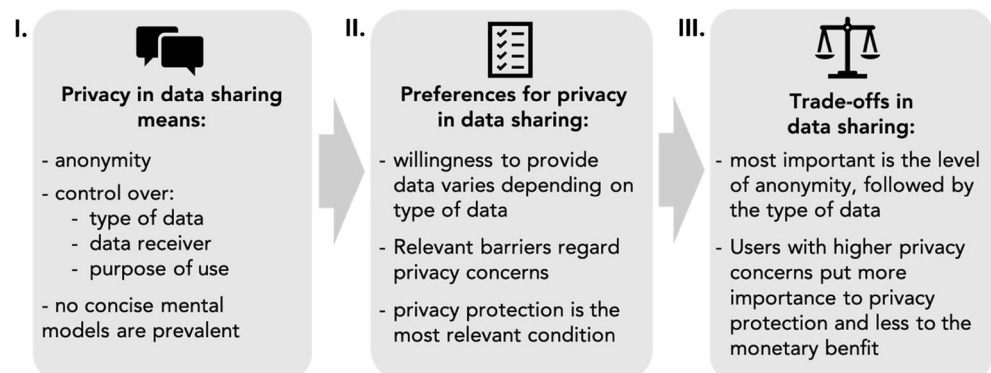 I.
Privacy in data sharing
means:
- anonymity
- control over:
- type of data
- data receiver
- purpose of use
- no concise mental
models are prevalent
II.
Preferences for privacy
in data sharing:
- willingness to provide
data varies depending on
type of data
- Relevant barriers regard
privacy concerns
- privacy protection is the
most relevant condition
III.
Trade-offs in
data sharing:
- most important is the level
of anonymity, followed by
the type of data
- Users with higher privacy
concerns put more
importance to privacy
protection and less to the
monetary benfit